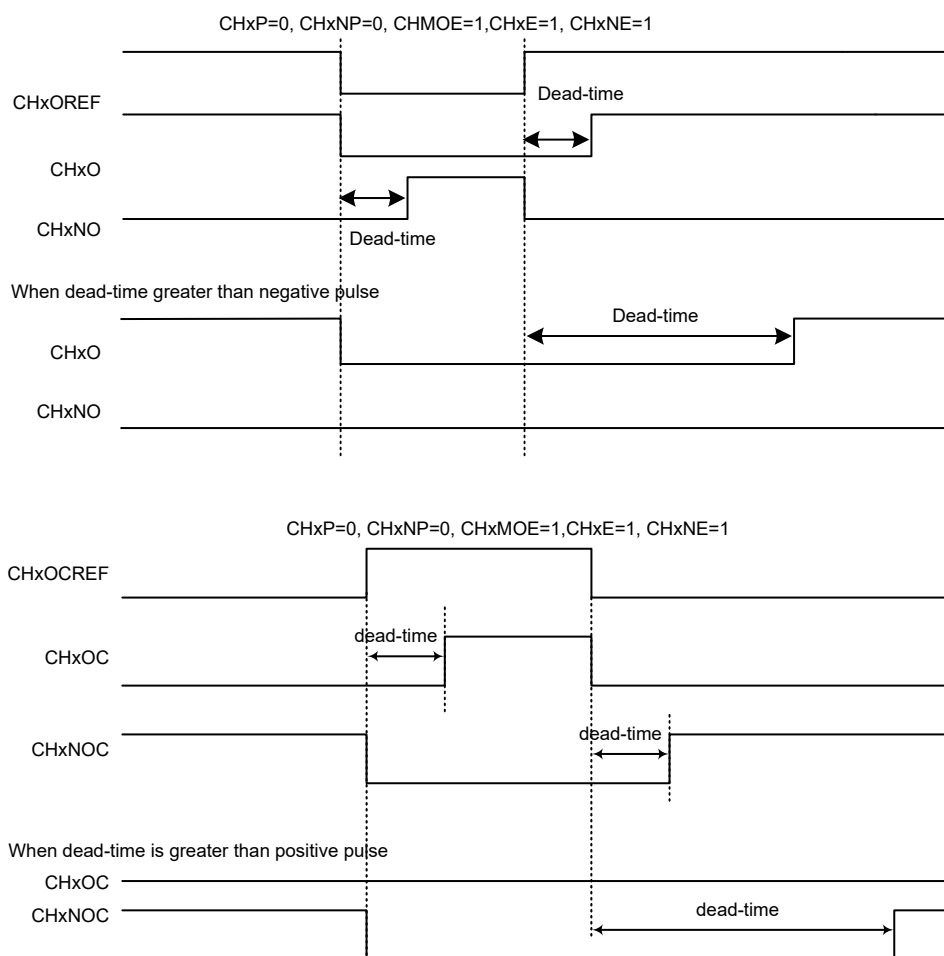 CHxP=0, CHxNP=0, CHMOE=1,CHxE=1, CHxNE=1
CHxOREF
Dead-time
CHxO
CHxNO
Dead-time
When dead-time greater than negative pulse
Dead-time
CHxO
CHxNO
CHxP=0, CHxNP=0, CHxMOE=1,CHxE=1, CHxNE=1
CHxOCREF
dead-time
CHxOC
dead-time
CHxNOC
When dead-time is greater than positive pulse
CHxOC
CHxNOC
dead-time